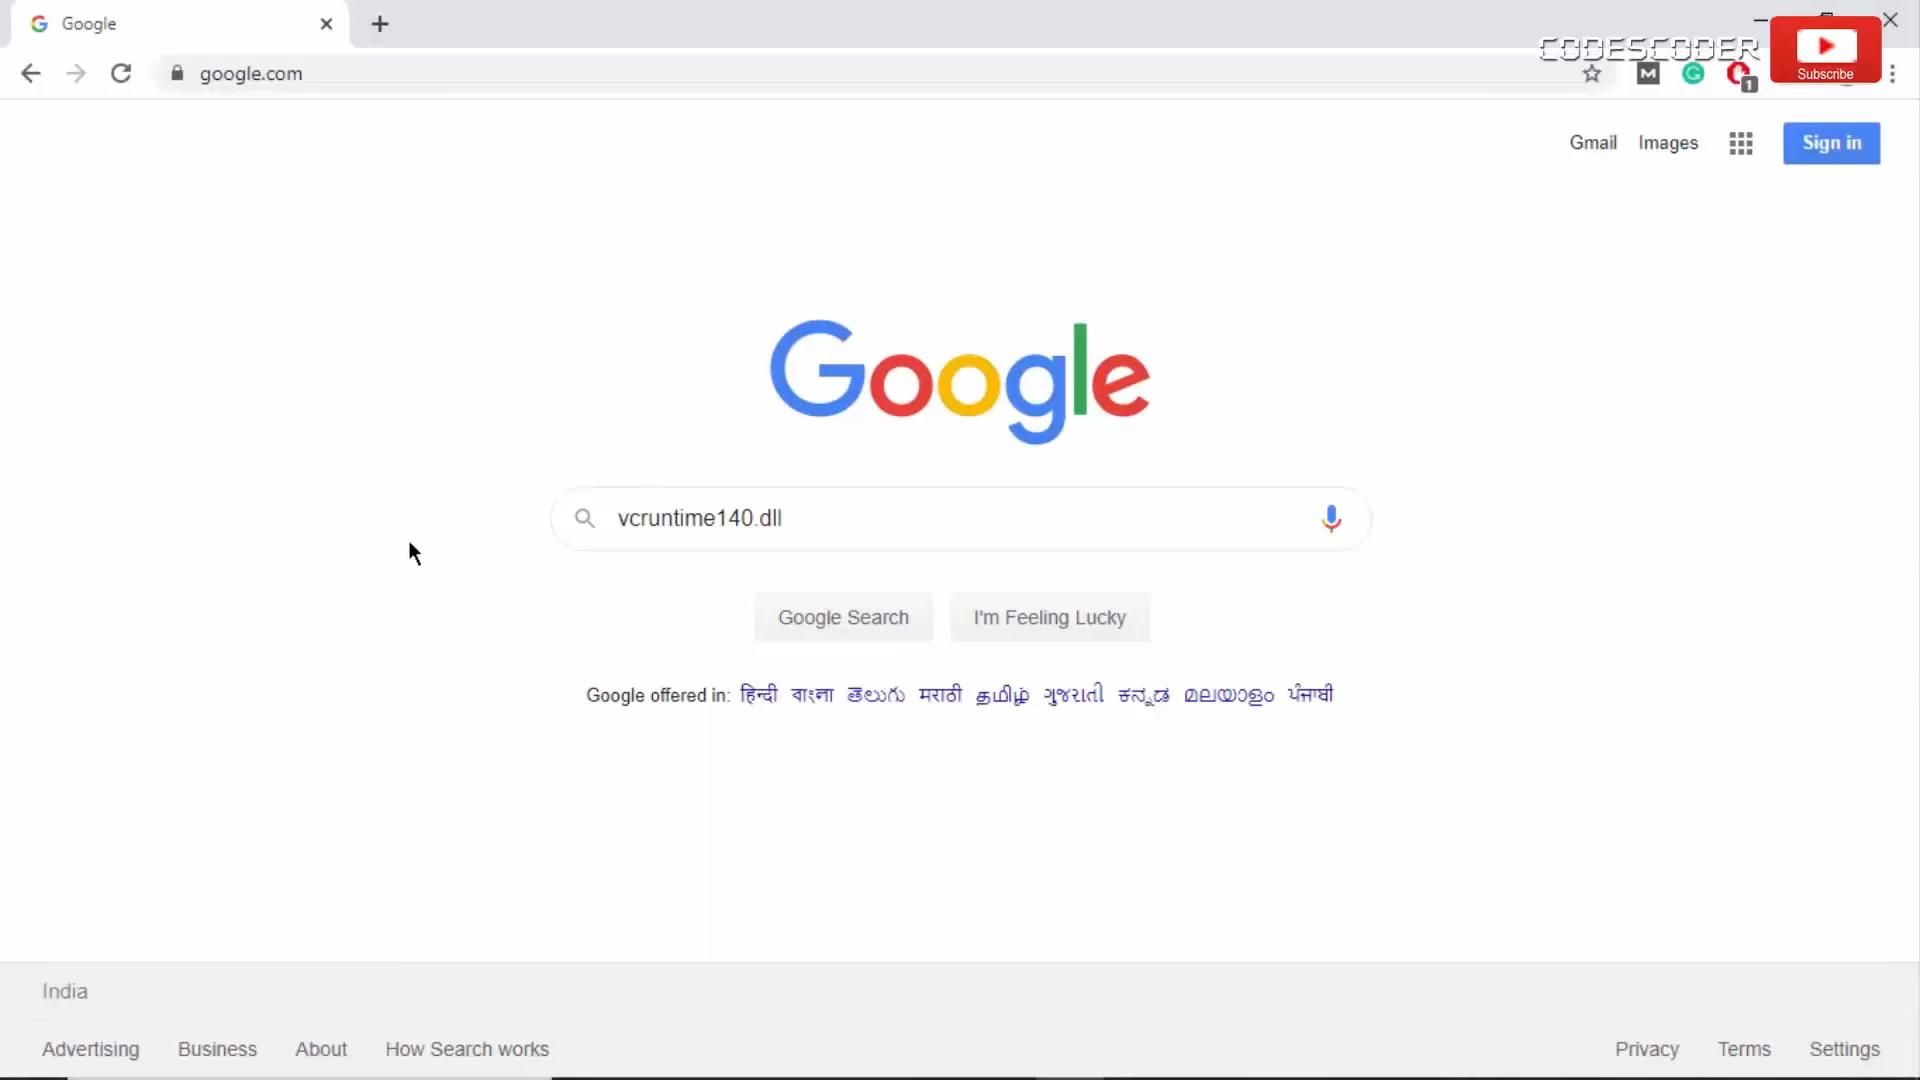 Google
google.com
CODESCODER
Subscribe
1
Gmail Images Sign in
Google
vcruntime140.dll
Google Search I'm Feeling Lucky
Google offered in: हिन्दी বাংলা తెలుగు मराठी தமிழ் ગુજરાતી ಕನ್ನಡ മലയാളം ਪੰਜਾਬੀ
India
Advertising Business About How Search works Privacy Terms Settings